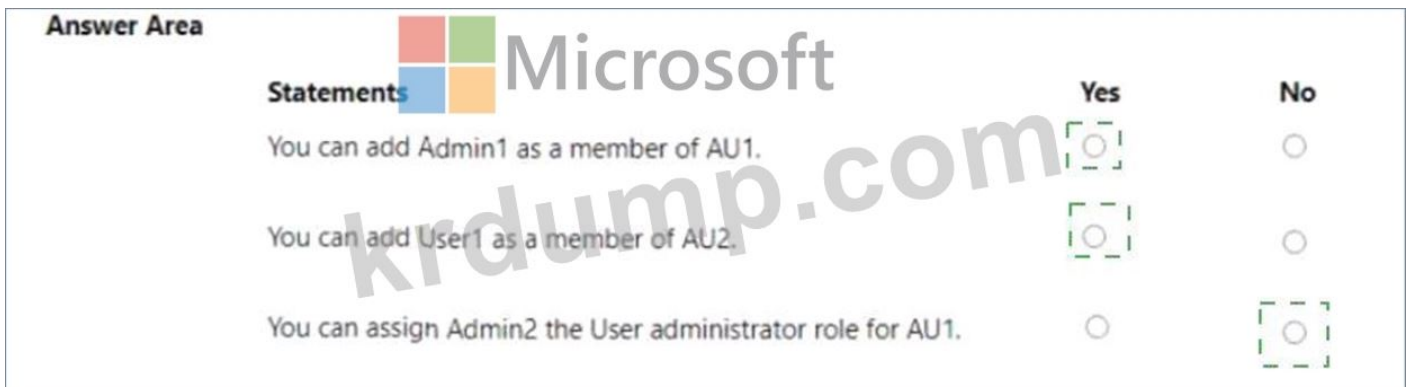 Answer Area
Microsoft
Statements Yes No
You can add Admin1 as a member of AU1.
krdump.com
You can add User1 as a member of AU2.
You can assign Admin2 the User administrator role for AU1.